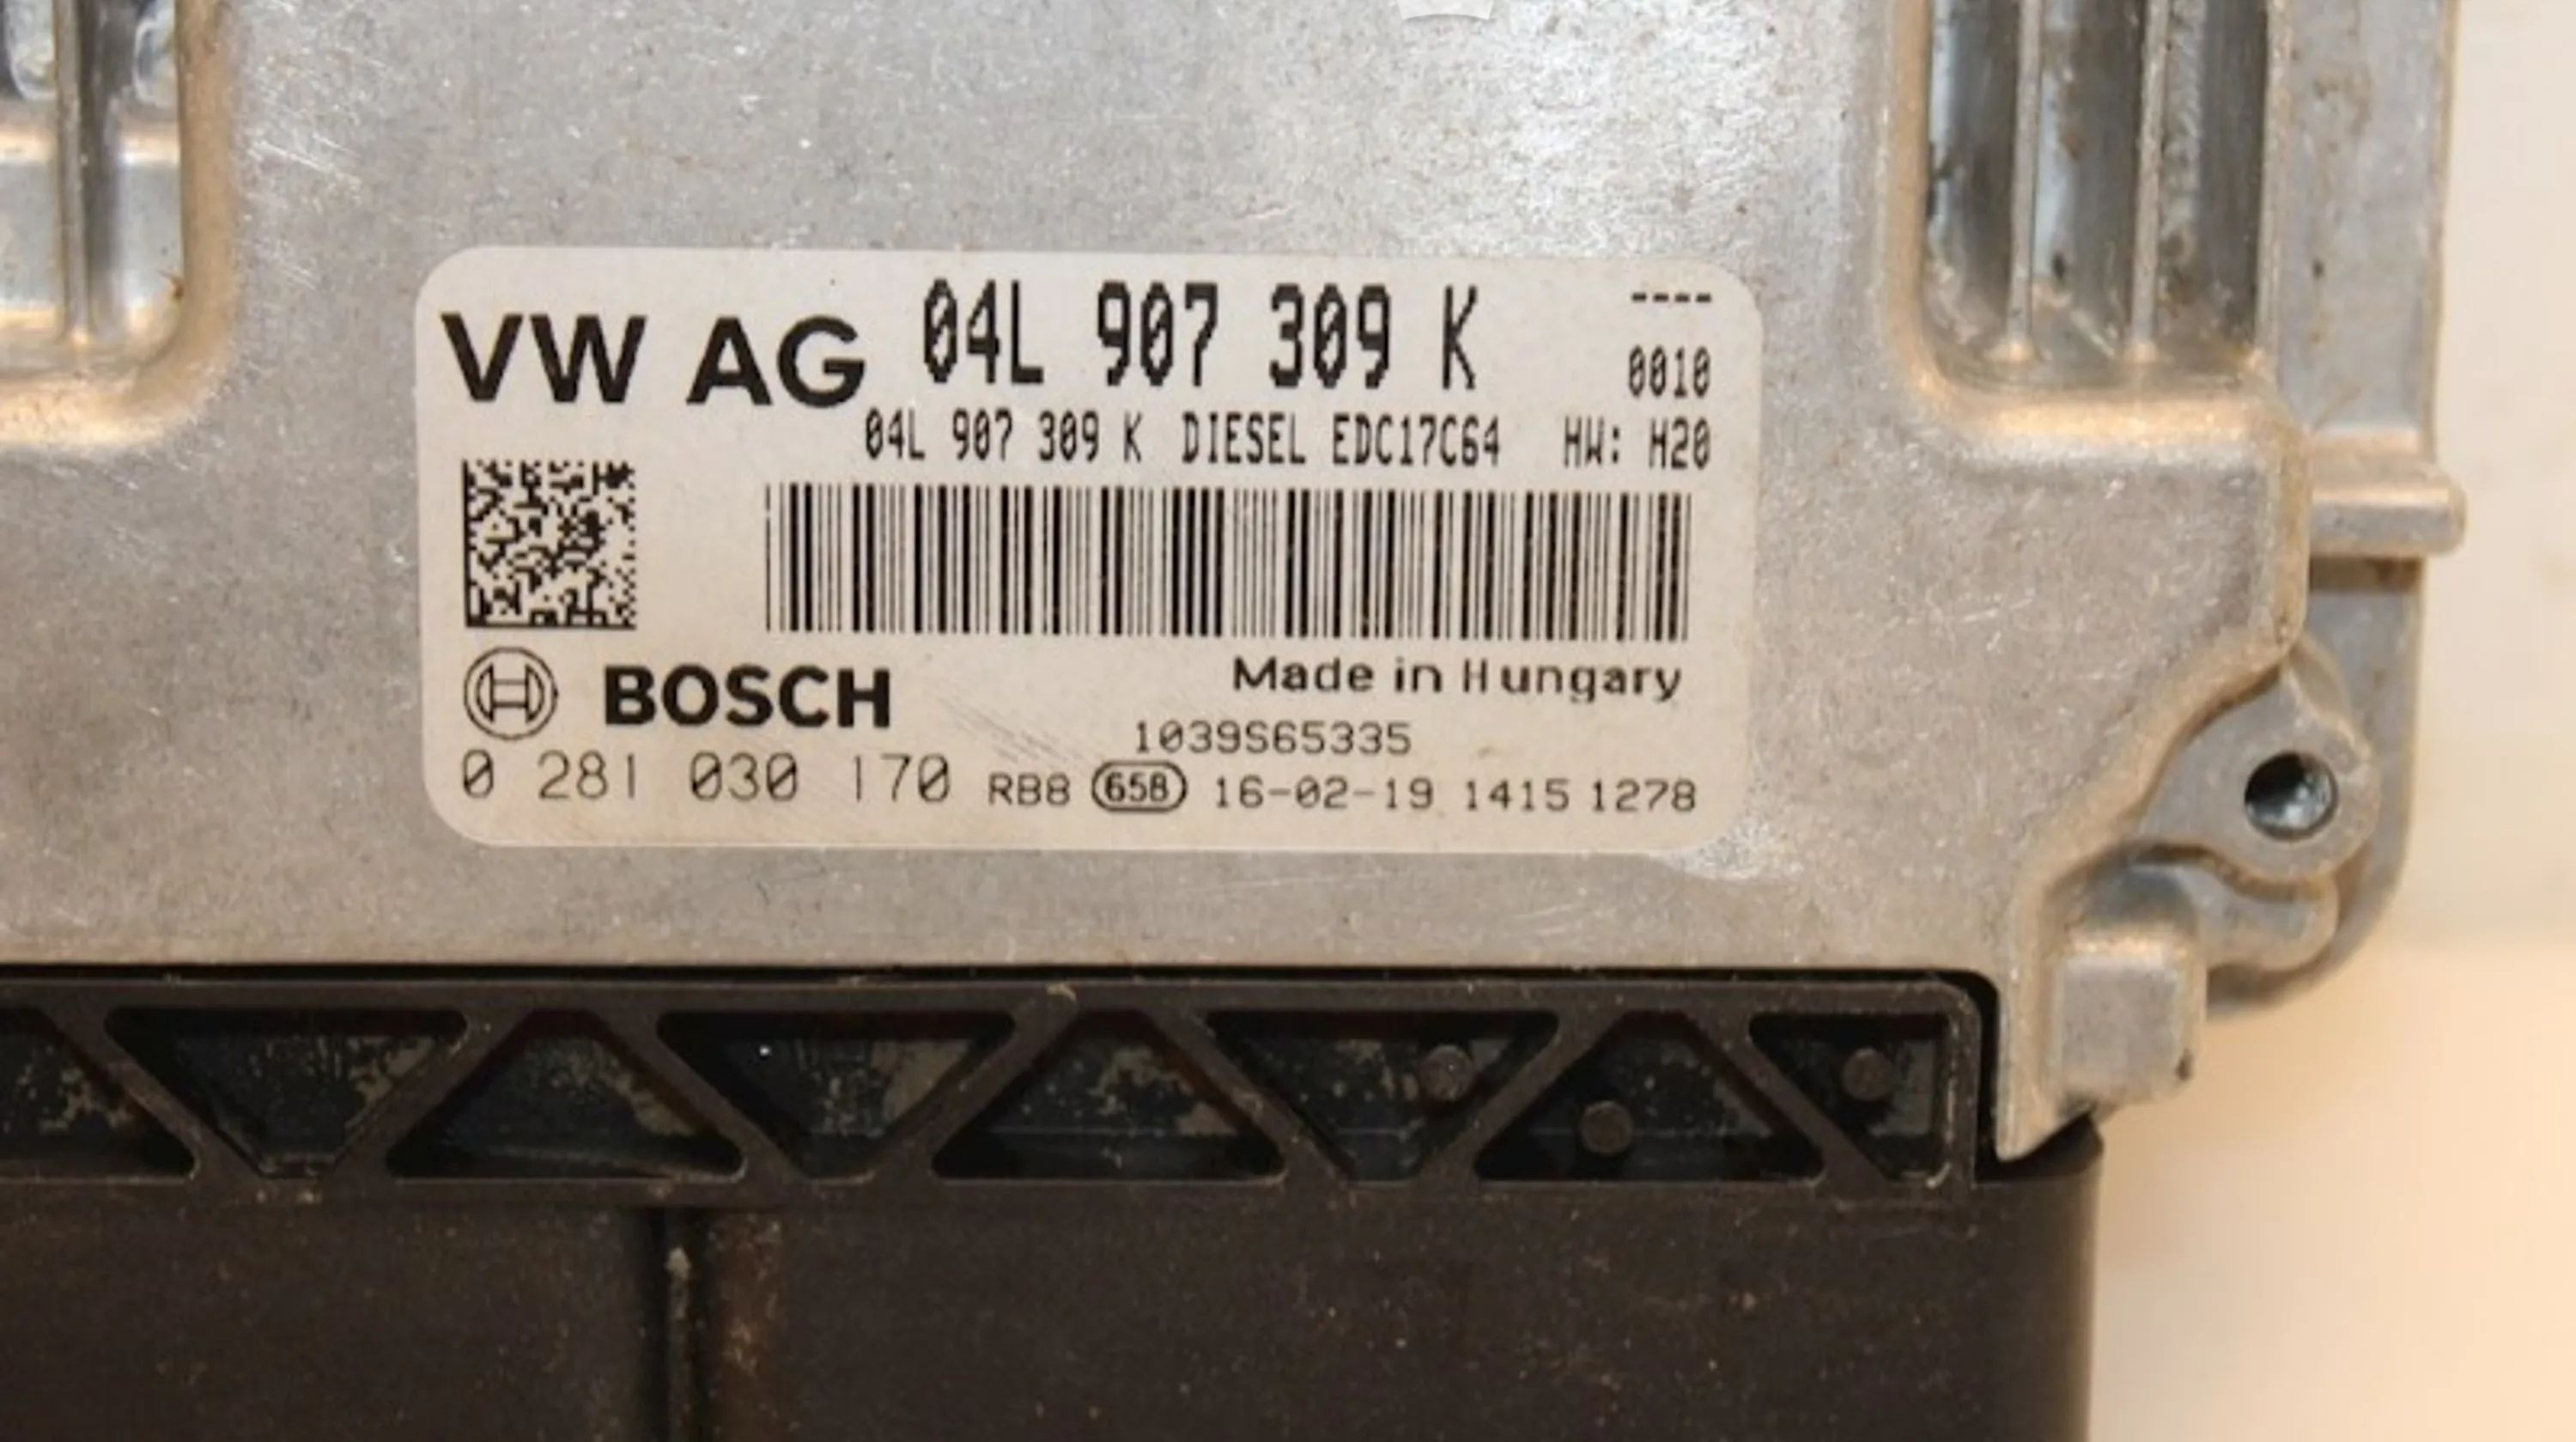 VW AG 04L 907 309 K ----
0010
04L 907 309 K DIESEL EDC17C64 HW: H20
BOSCH Made in Hungary
1039S65335
0 281 030 170 RB8 658 16-02-19 1415 1278